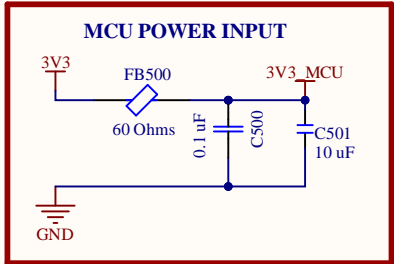 MCU POWER INPUT
3V3
FB500
60 Ohms
3V3_MCU
0.1 uF
C500
C501
10 uF
GND